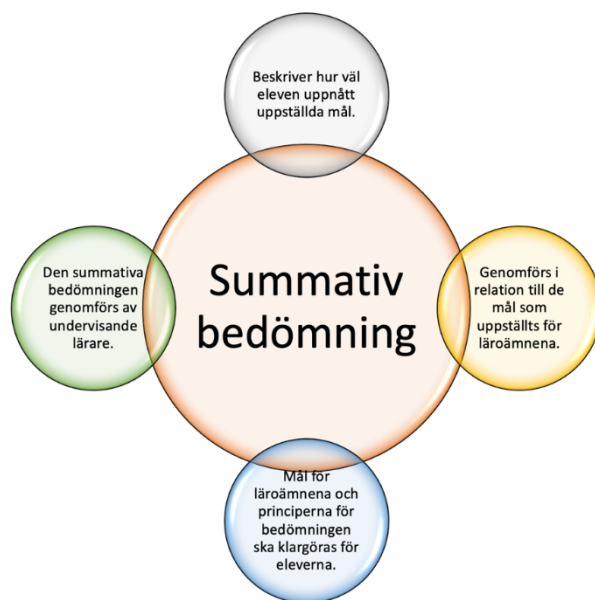 Beskriver hur väl
eleven uppnått
uppställda mål.
Den summativa
bedömningen
genomförs av
undervisande
lärare.
Summativ
bedömning
Genomförs i
relation till de
mål som
uppställts för
läroämnena.
Mål för
läroämnena och
principerna för
bedömningen
ska klargöras för
eleverna.